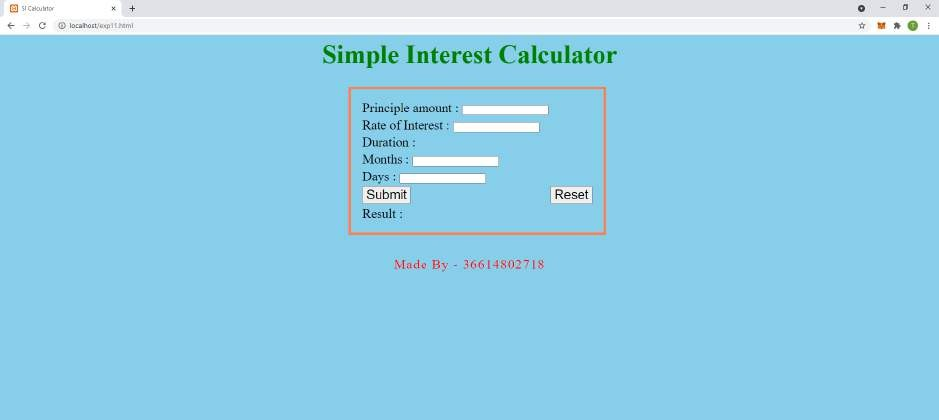 SI Calculator
localhost/exp11.html
T
Simple Interest Calculator
Principle amount :
Rate of Interest :
Duration :
Months :
Days :
Submit Reset
Result :
Made By - 36614802718